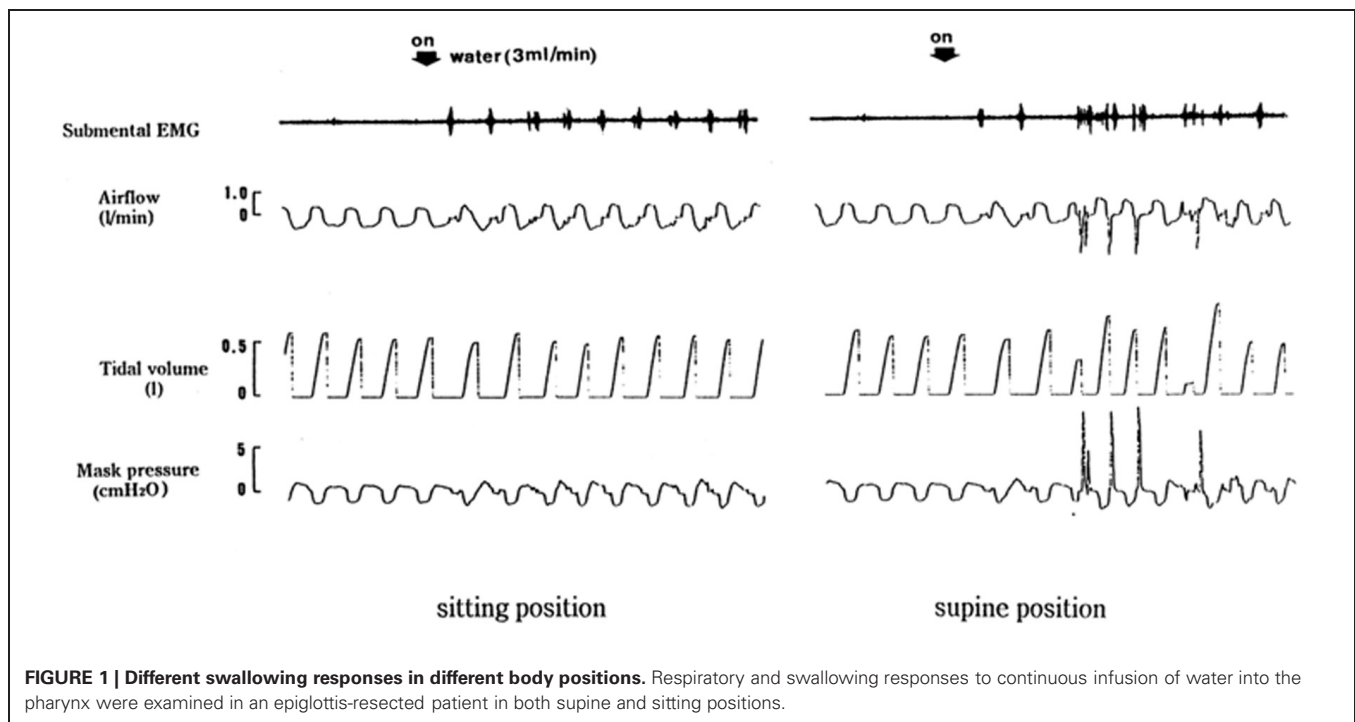 on
water (3ml/min)
on
Submental EMG
Airflow
(l/min)
1.0
0
Tidal volume
(l)
0.5
0
Mask pressure
(cmH₂O)
5
0
sitting position
supine position
FIGURE 1 | Different swallowing responses in different body positions. Respiratory and swallowing responses to continuous infusion of water into the
pharynx were examined in an epiglottis-resected patient in both supine and sitting positions.